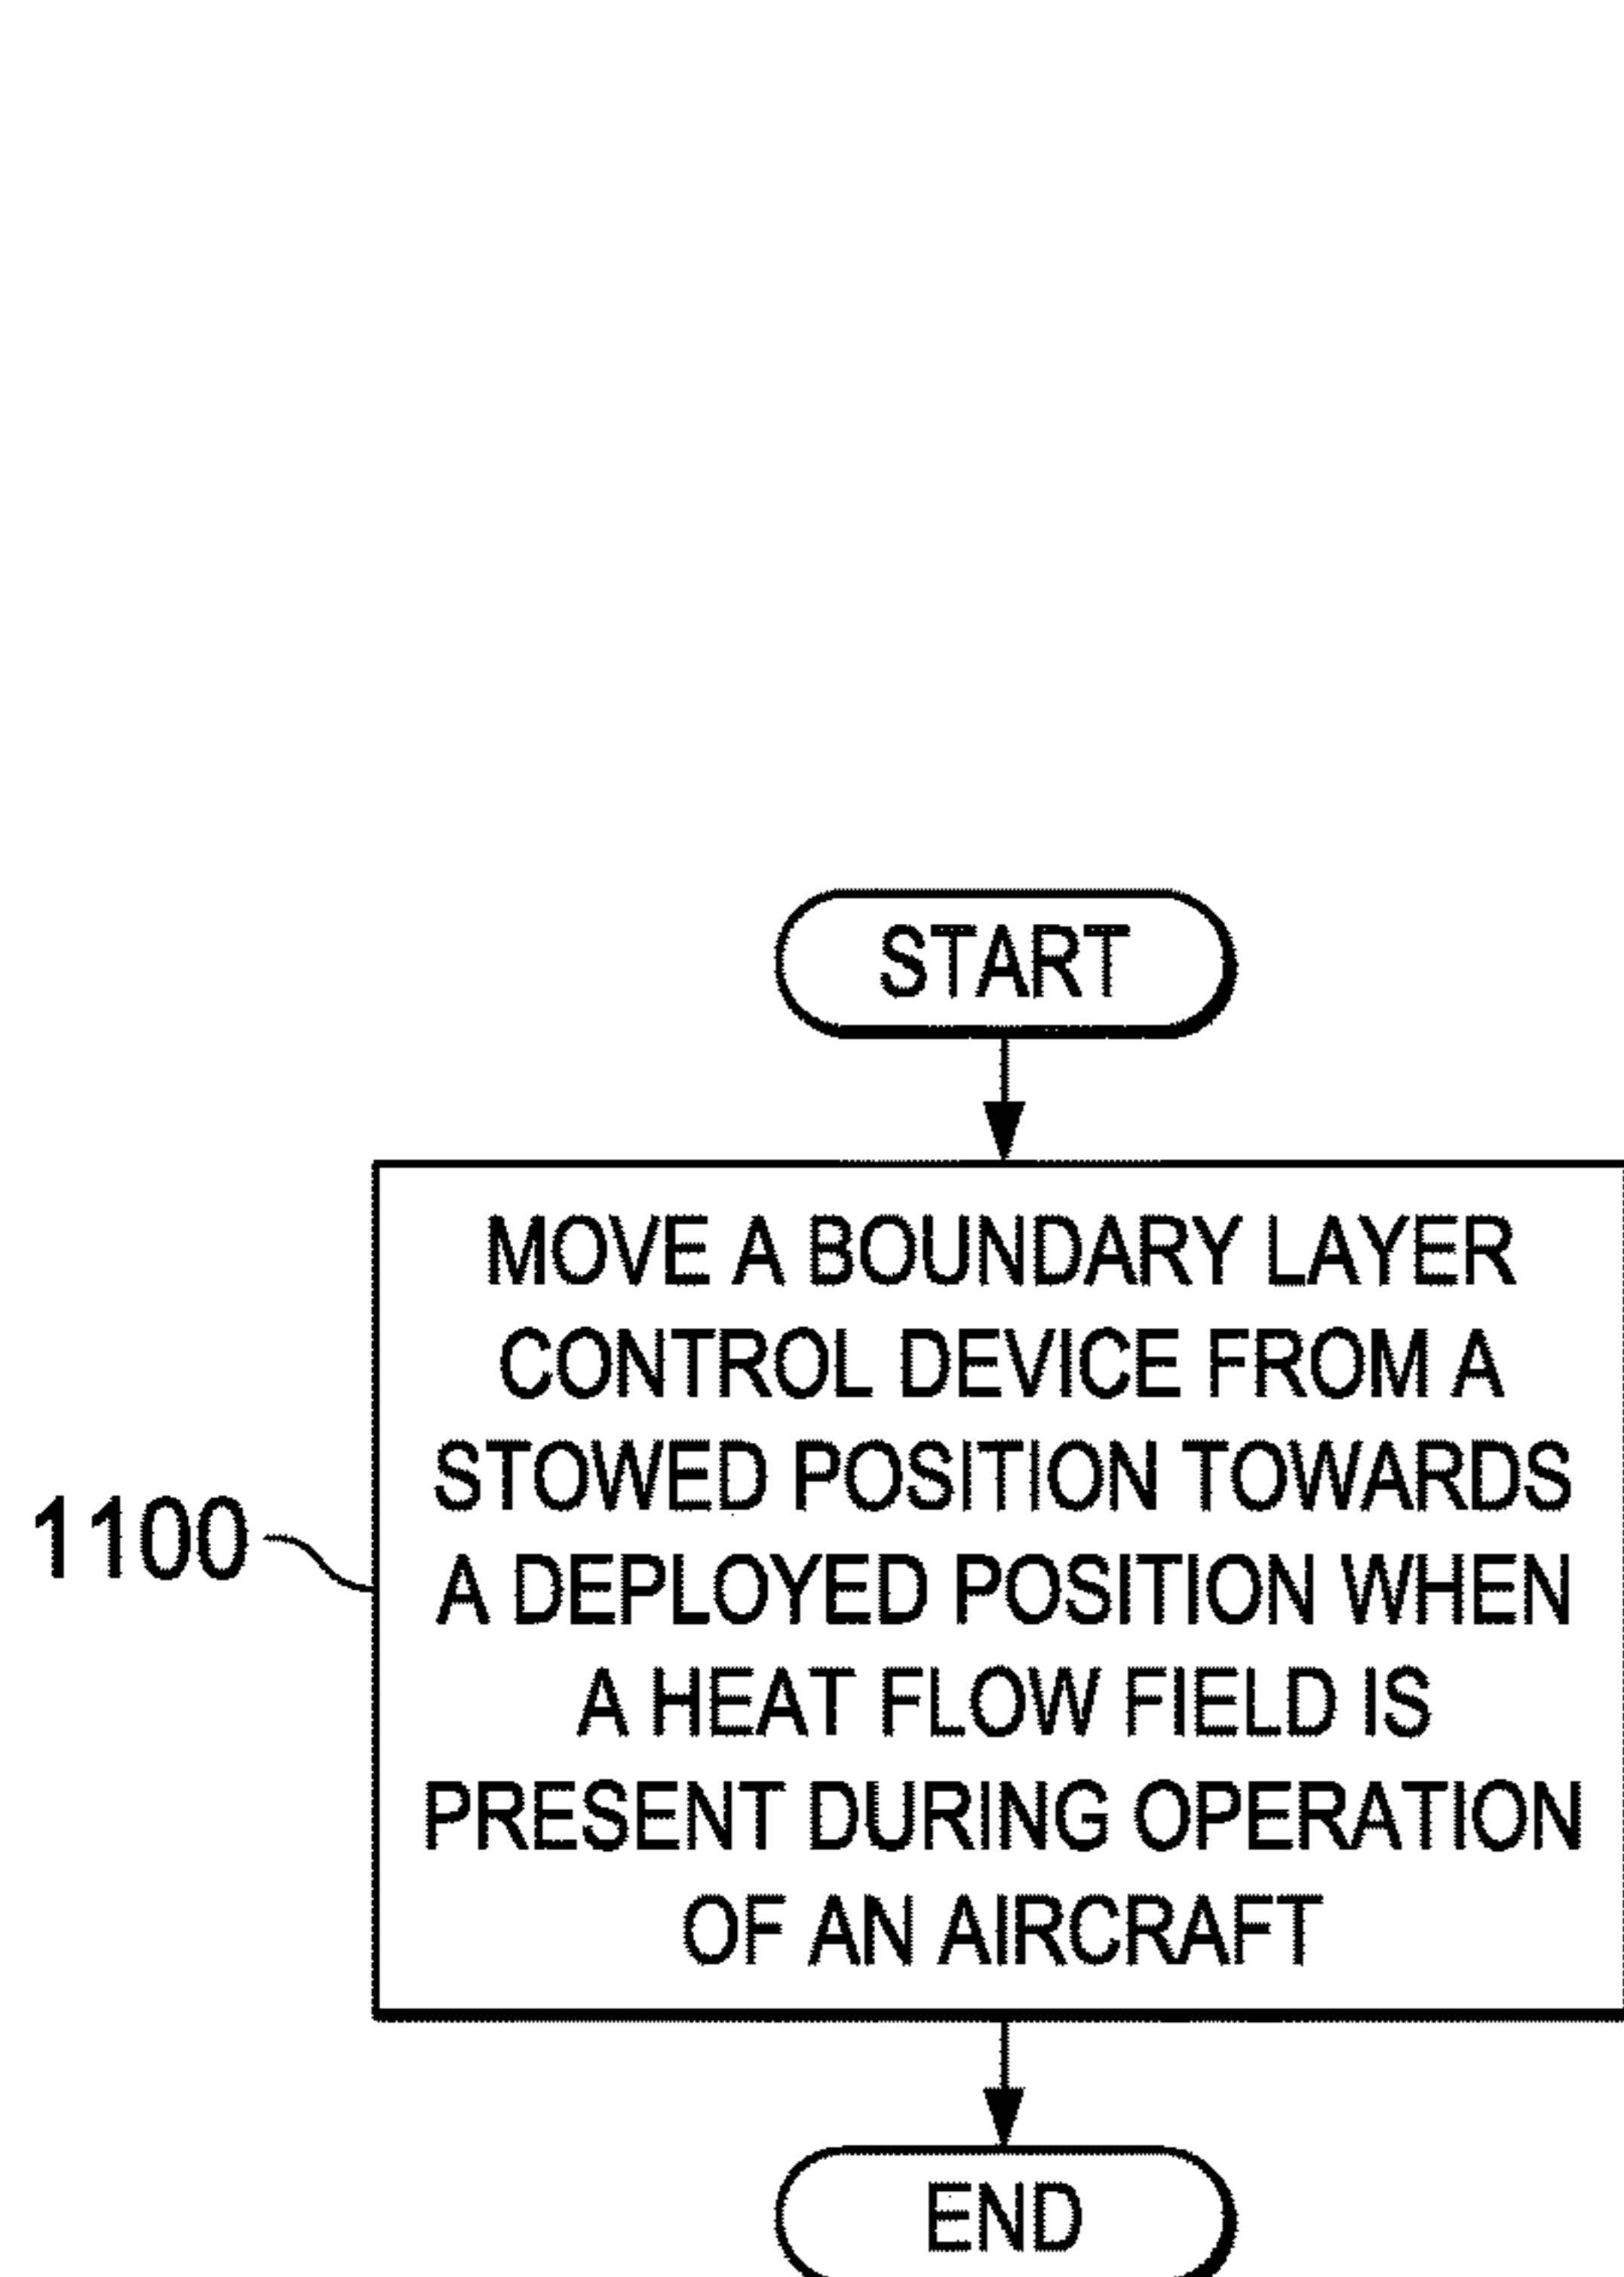 START
MOVE A BOUNDARY LAYER
CONTROL DEVICE FROM A
STOWED POSITION TOWARDS
1100
A DEPLOYED POSITION WHEN
A HEAT FLOW FIELD IS
PRESENT DURING OPERATION
OF AN AIRCRAFT
END